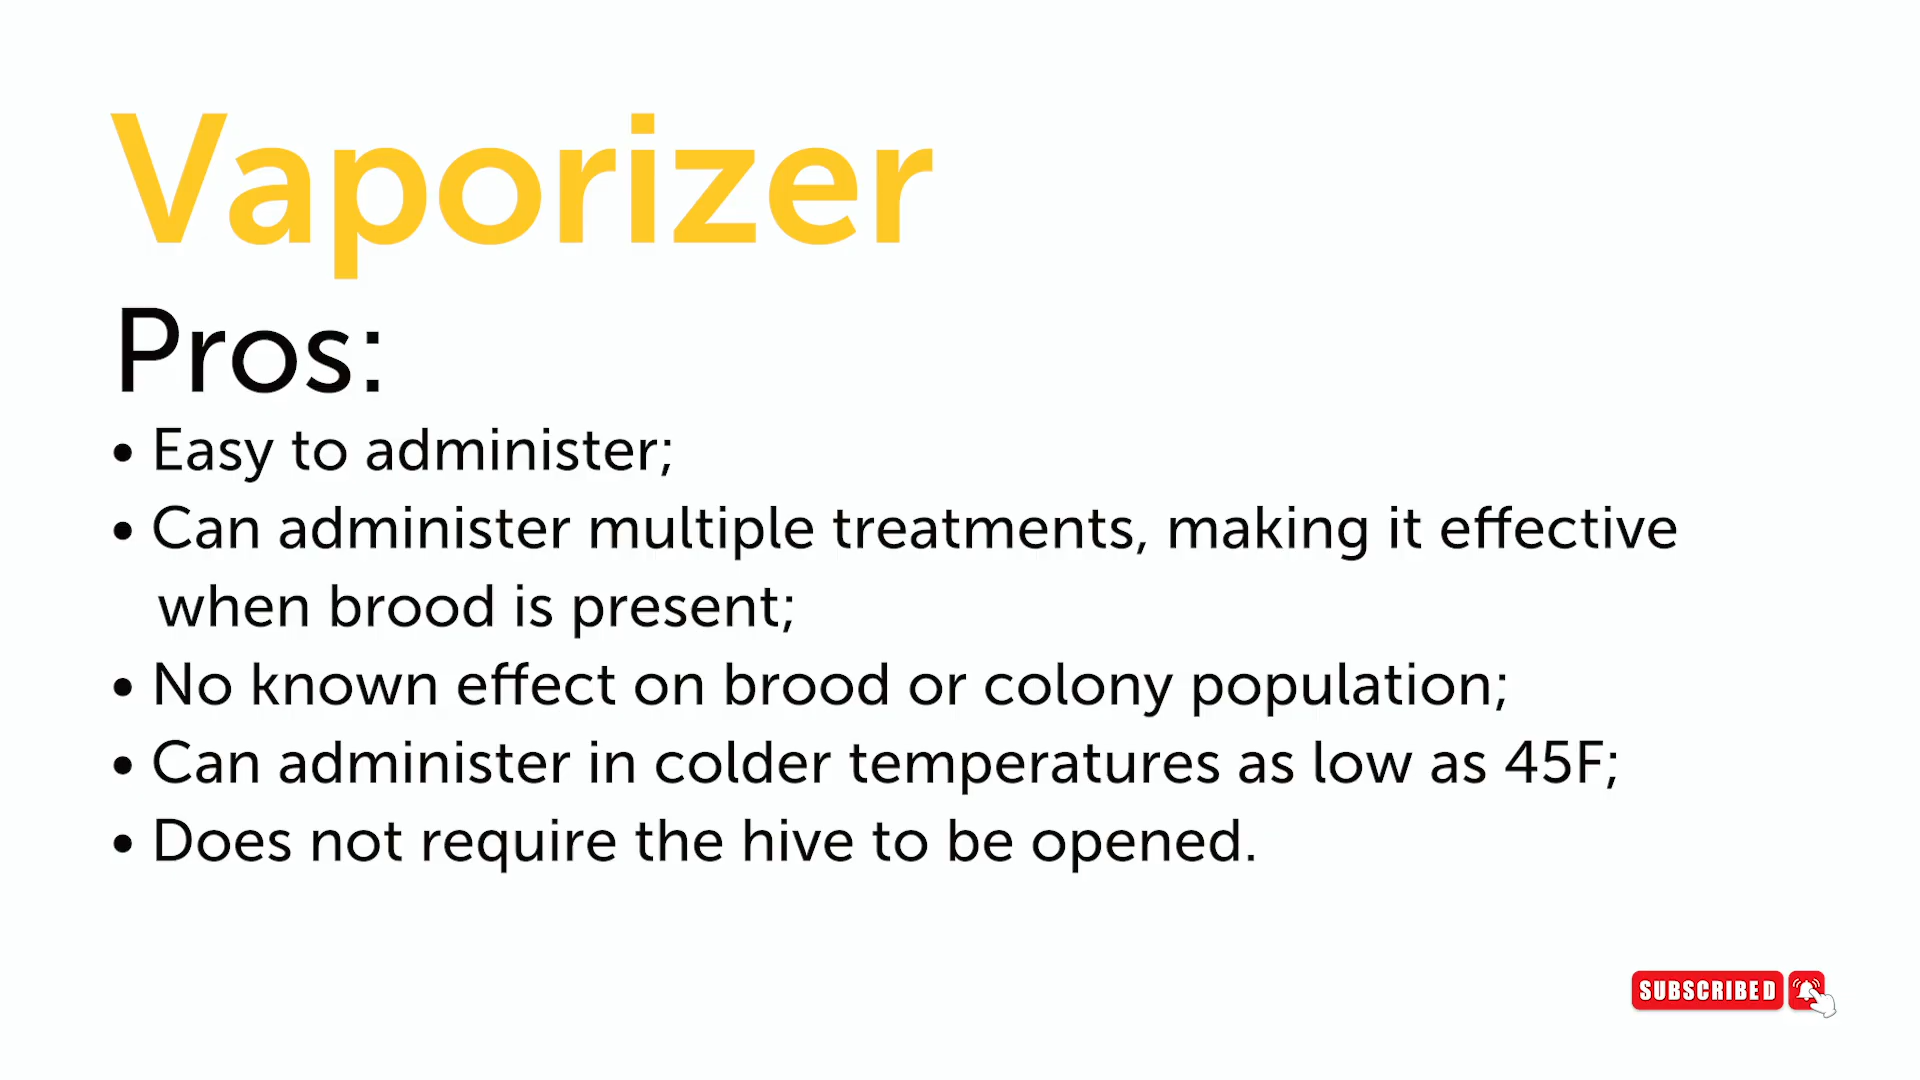 Vaporizer
Pros:
• Easy to administer;
• Can administer multiple treatments, making it effective
when brood is present;
• No known effect on brood or colony population;
• Can administer in colder temperatures as low as 45F;
• Does not require the hive to be opened.
SUBSCRIBED